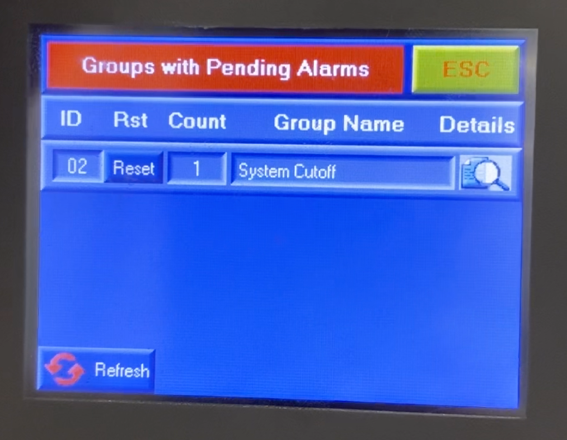 Groups with Pending Alarms ESC
ID Rst Count Group Name Details
02 Reset 1 System Cutoff
Refresh